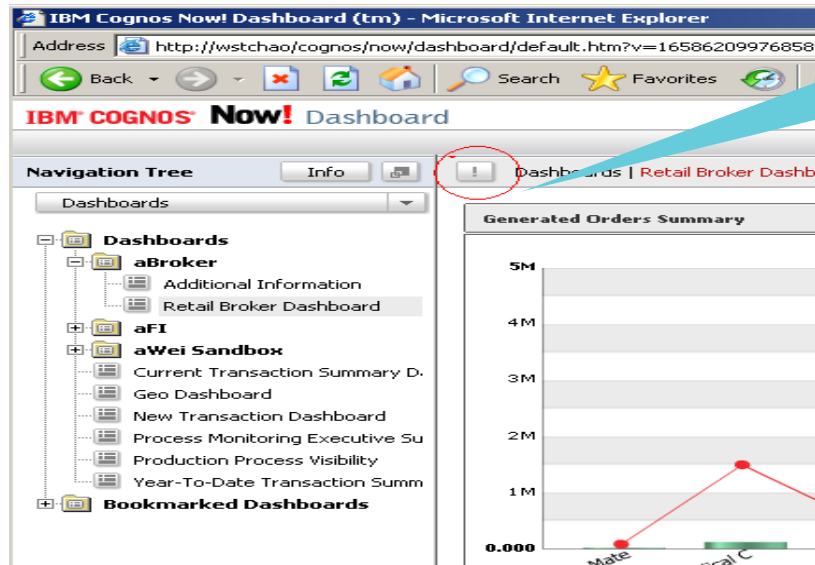 IBM Cognos Now! Dashboard (tm) - Microsoft Internet Explorer
Address http://wstchao/cognos/now/dashboard/default.htm?v=16586209976858
Back Search Favorites
IBM® COGNOS® Now! Dashboard
Navigation Tree Info ! Dashboards | Retail Broker Dashb
Dashboards
Generated Orders Summary
Dashboards
aBroker
Additional Information
Retail Broker Dashboard
aFI
aWei Sandbox
Current Transaction Summary D.
Geo Dashboard
New Transaction Dashboard
Process Monitoring Executive Su
Production Process Visibility
Year-To-Date Transaction Summ
Bookmarked Dashboards
5M
4M
3M
2M
1M
0.000
Mate
ical C